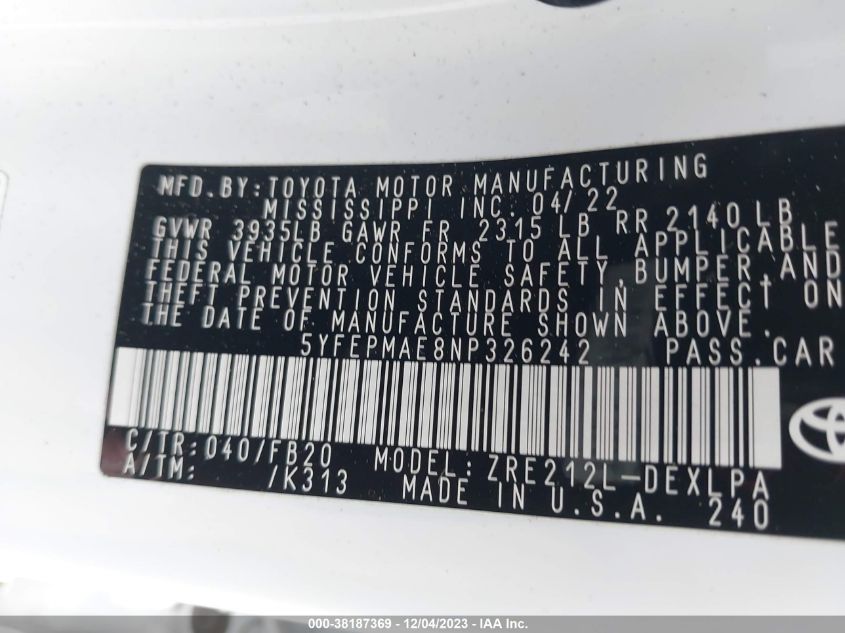 MFD.BY:TOYOTA MOTOR MANUFACTURING
MISSISSIPPI INC. 04/22
GVWR 3935LB GAWR FR 2315 LB RR 2140 LB
THIS VEHICLE CONFORMS TO ALL APPLICABLE
FEDERAL MOTOR VEHICLE SAFETY,BUMPER,AND
THEFT PREVENTION STANDARDS IN EFFECT ON
THE DATE OF MANUFACTURE SHOWN ABOVE.
5YFEPMAE8NP326242 PASS.CAR
C/TR:040/FB20 MODEL:ZRE212L-DEXLPA
A/TM: /K313 MADE IN U.S.A. 240
000-38187369 - 12/04/2023 - IAA Inc.